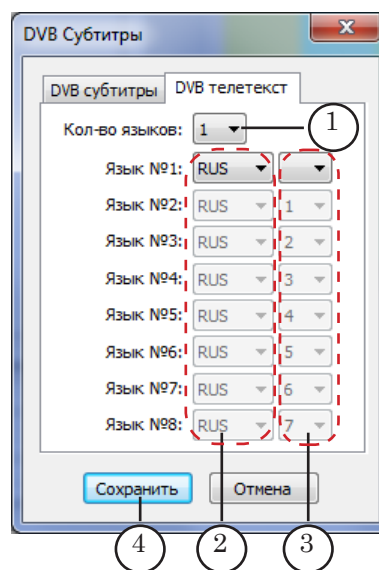 DVB Субтитры
DVB субтитры DVB телетекст
Кол-во языков: 1 1
Язык №1: RUS
Язык №2: RUS 1
Язык №3: RUS 2
Язык №4: RUS 3
Язык №5: RUS 4
Язык №6: RUS 5
Язык №7: RUS 6
Язык №8: RUS 7
Сохранить Отмена
4 2 3